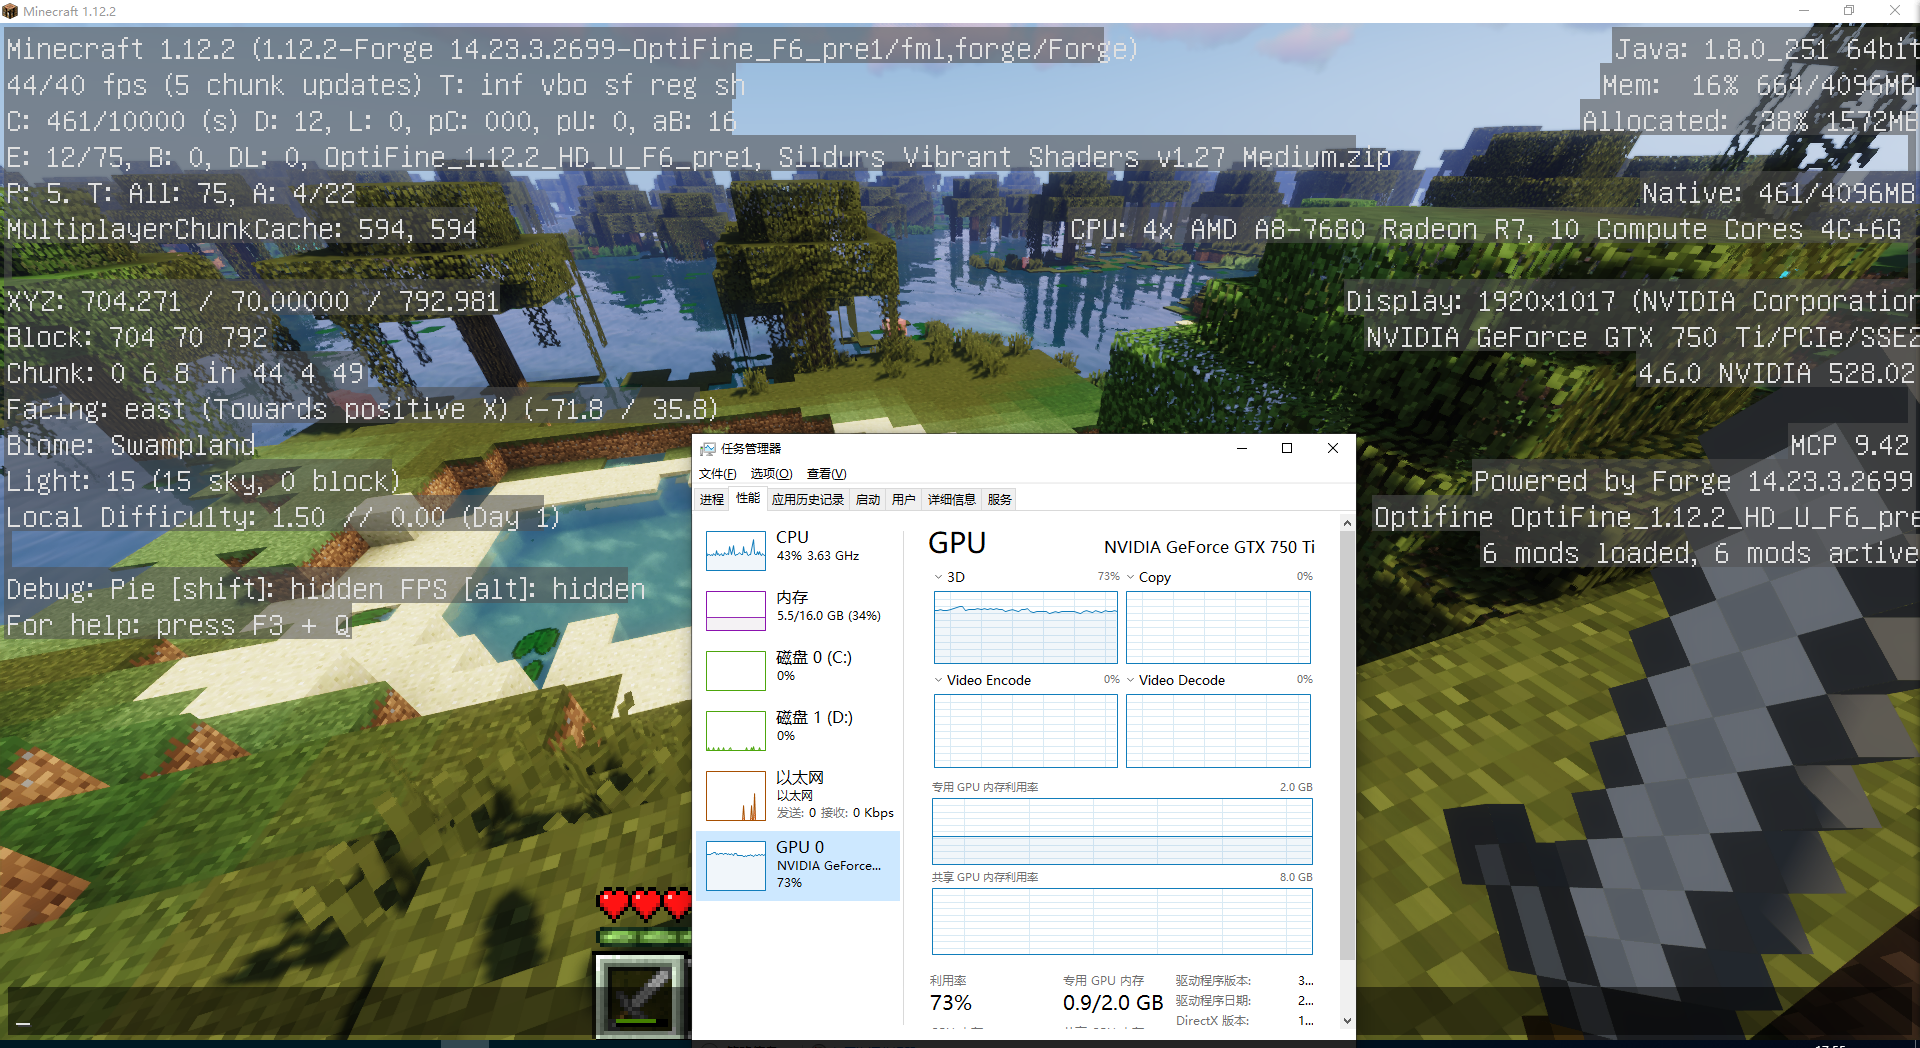 Minecraft 1.12.2
Minecraft 1.12.2 (1.12.2-Forge 14.23.3.2699-OptiFine_F6_pre1/fml,forge/Forge)
44/40 fps (5 chunk updates) T: inf vbo sf reg sh
C: 461/10000 (s) D: 12, L: 0, pC: 000, pU: 0, aB: 16
E: 12/75, B: 0, DL: 0, OptiFine_1.12.2_HD_U_F6_pre1, Sildurs Vibrant Shaders v1.27 Medium.zip
P: 5. T: All: 75, A: 4/22
MultiplayerChunkCache: 594, 594
XYZ: 704.271 / 70.00000 / 792.981
Block: 704 70 792
Chunk: 0 6 8 in 44 4 49
Facing: east (Towards positive X) (-71.8 / 35.8)
Biome: Swampland
Light: 15 (15 sky, 0 block)
Local Difficulty: 1.50 // 0.00 (Day 1)
Debug: Pie [shift]: hidden FPS [alt]: hidden
For help: press F3 + Q
Java: 1.8.0_251 64bit
Mem: 16% 664/4096MB
Allocated: 38% 1572MB
Native: 461/4096MB
CPU: 4x AMD A8-7680 Radeon R7, 10 Compute Cores 4C+6G
Display: 1920x1017 (NVIDIA Corporation
NVIDIA GeForce GTX 750 Ti/PCIe/SSE2
4.6.0 NVIDIA 528.02
MCP 9.42
Powered by Forge 14.23.3.2699
Optifine OptiFine_1.12.2_HD_U_F6_pre
6 mods loaded, 6 mods active
任务管理器
文件(F) 选项(O) 查看(V)
进程 性能 应用历史记录 启动 用户 详细信息 服务
CPU
43% 3.63 GHz
内存
5.5/16.0 GB (34%)
磁盘 0 (C:)
0%
磁盘 1 (D:)
0%
以太网
以太网
发送: 0 接收: 0 Kbps
GPU 0
NVIDIA GeForce...
73%
GPU NVIDIA GeForce GTX 750 Ti
3D 73% Copy 0%
Video Encode 0% Video Decode 0%
专用 GPU 内存利用率 2.0 GB
共享 GPU 内存利用率 8.0 GB
利用率 专用 GPU 内存 驱动程序版本: 3...
73% 0.9/2.0 GB 驱动程序日期: 2...
DirectX 版本: 1...